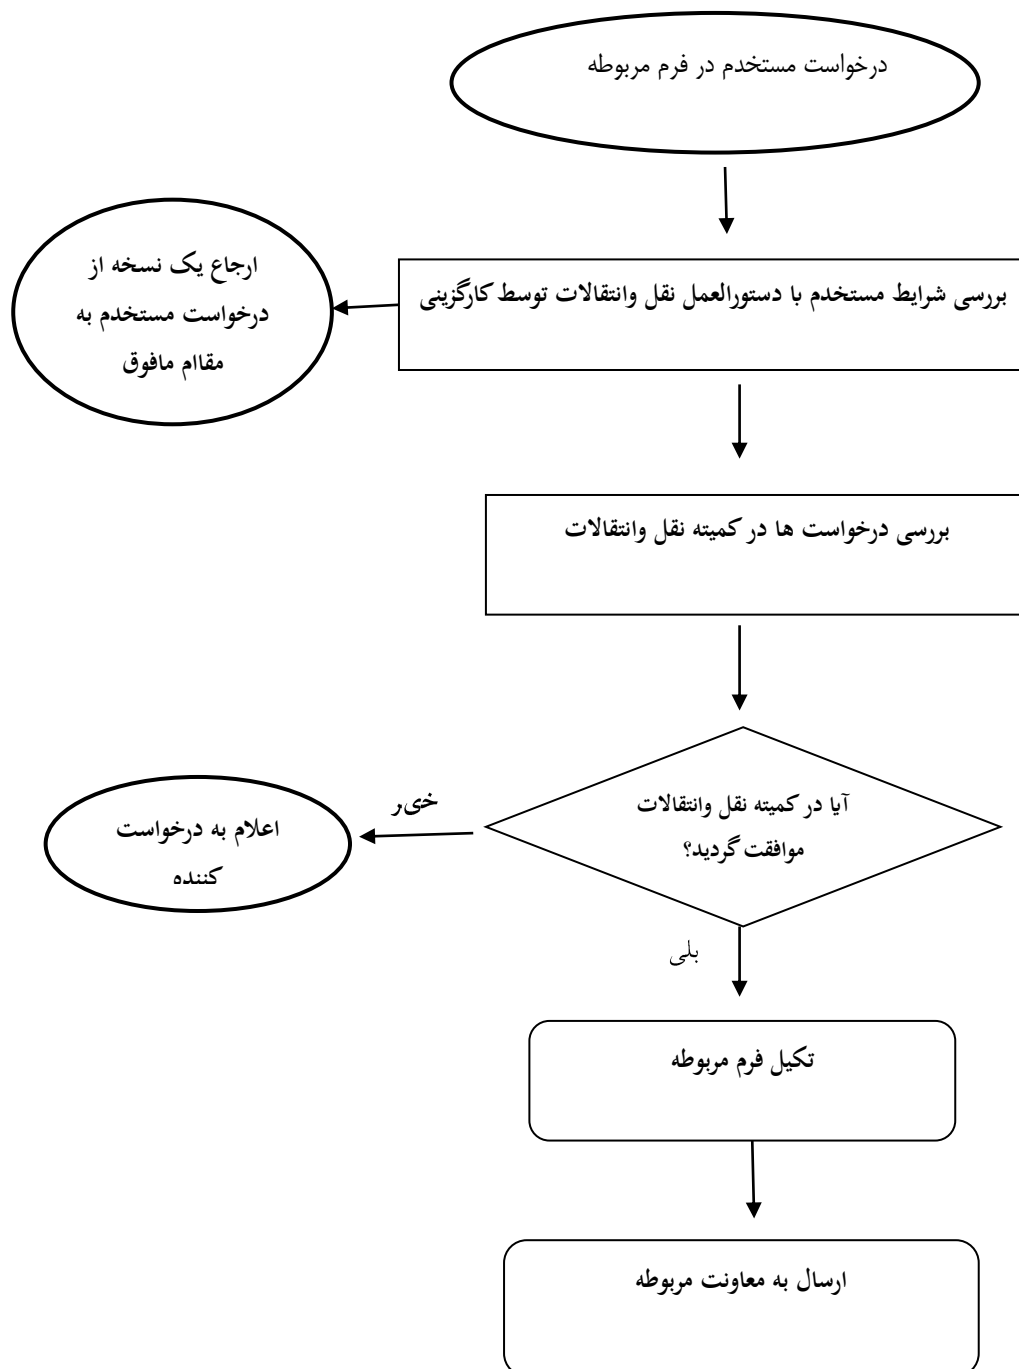 درخواست مستخدم در فرم مربوطه
بررسی شرایط مستخدم با دستورالعمل نقل وانتقالات توسط کارگزینی
ارجاع یک نسخه از
درخواست مستخدم به
مقاام مافوق
بررسی درخواست ها در کمیته نقل وانتقالات
آیا در کمیته نقل وانتقالات
موافقت گردید؟
خیر
اعلام به درخواست
کننده
بلی
تکیل فرم مربوطه
ارسال به معاونت مربوطه